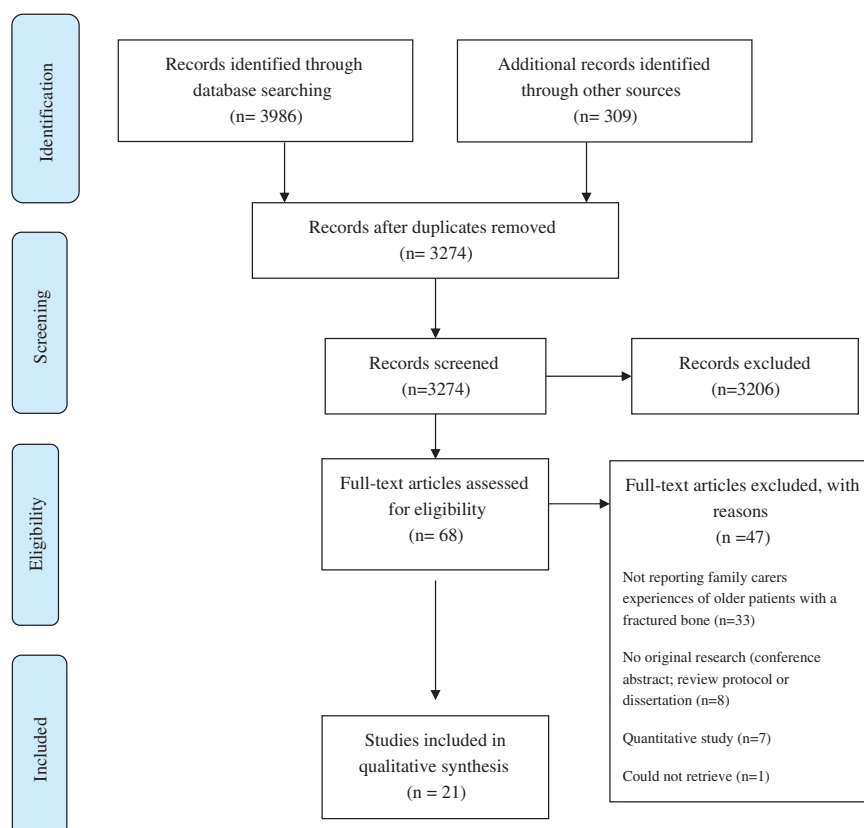 Identification
Records identified through
database searching
(n= 3986)
Additional records identified
through other sources
(n= 309)
Records after duplicates removed
(n= 3274)
Screening
Records screened
(n=3274)
Records excluded
(n=3206)
Eligibility
Full-text articles assessed
for eligibility
(n= 68)
Full-text articles excluded, with
reasons
(n =47)
Not reporting family carers
experiences of older patients with a
fractured bone (n=33)
No original research (conference
abstract; review protocol or
dissertation (n=8)
Quantitative study (n=7)
Could not retrieve (n=1)
Included
Studies included in
qualitative synthesis
(n = 21)